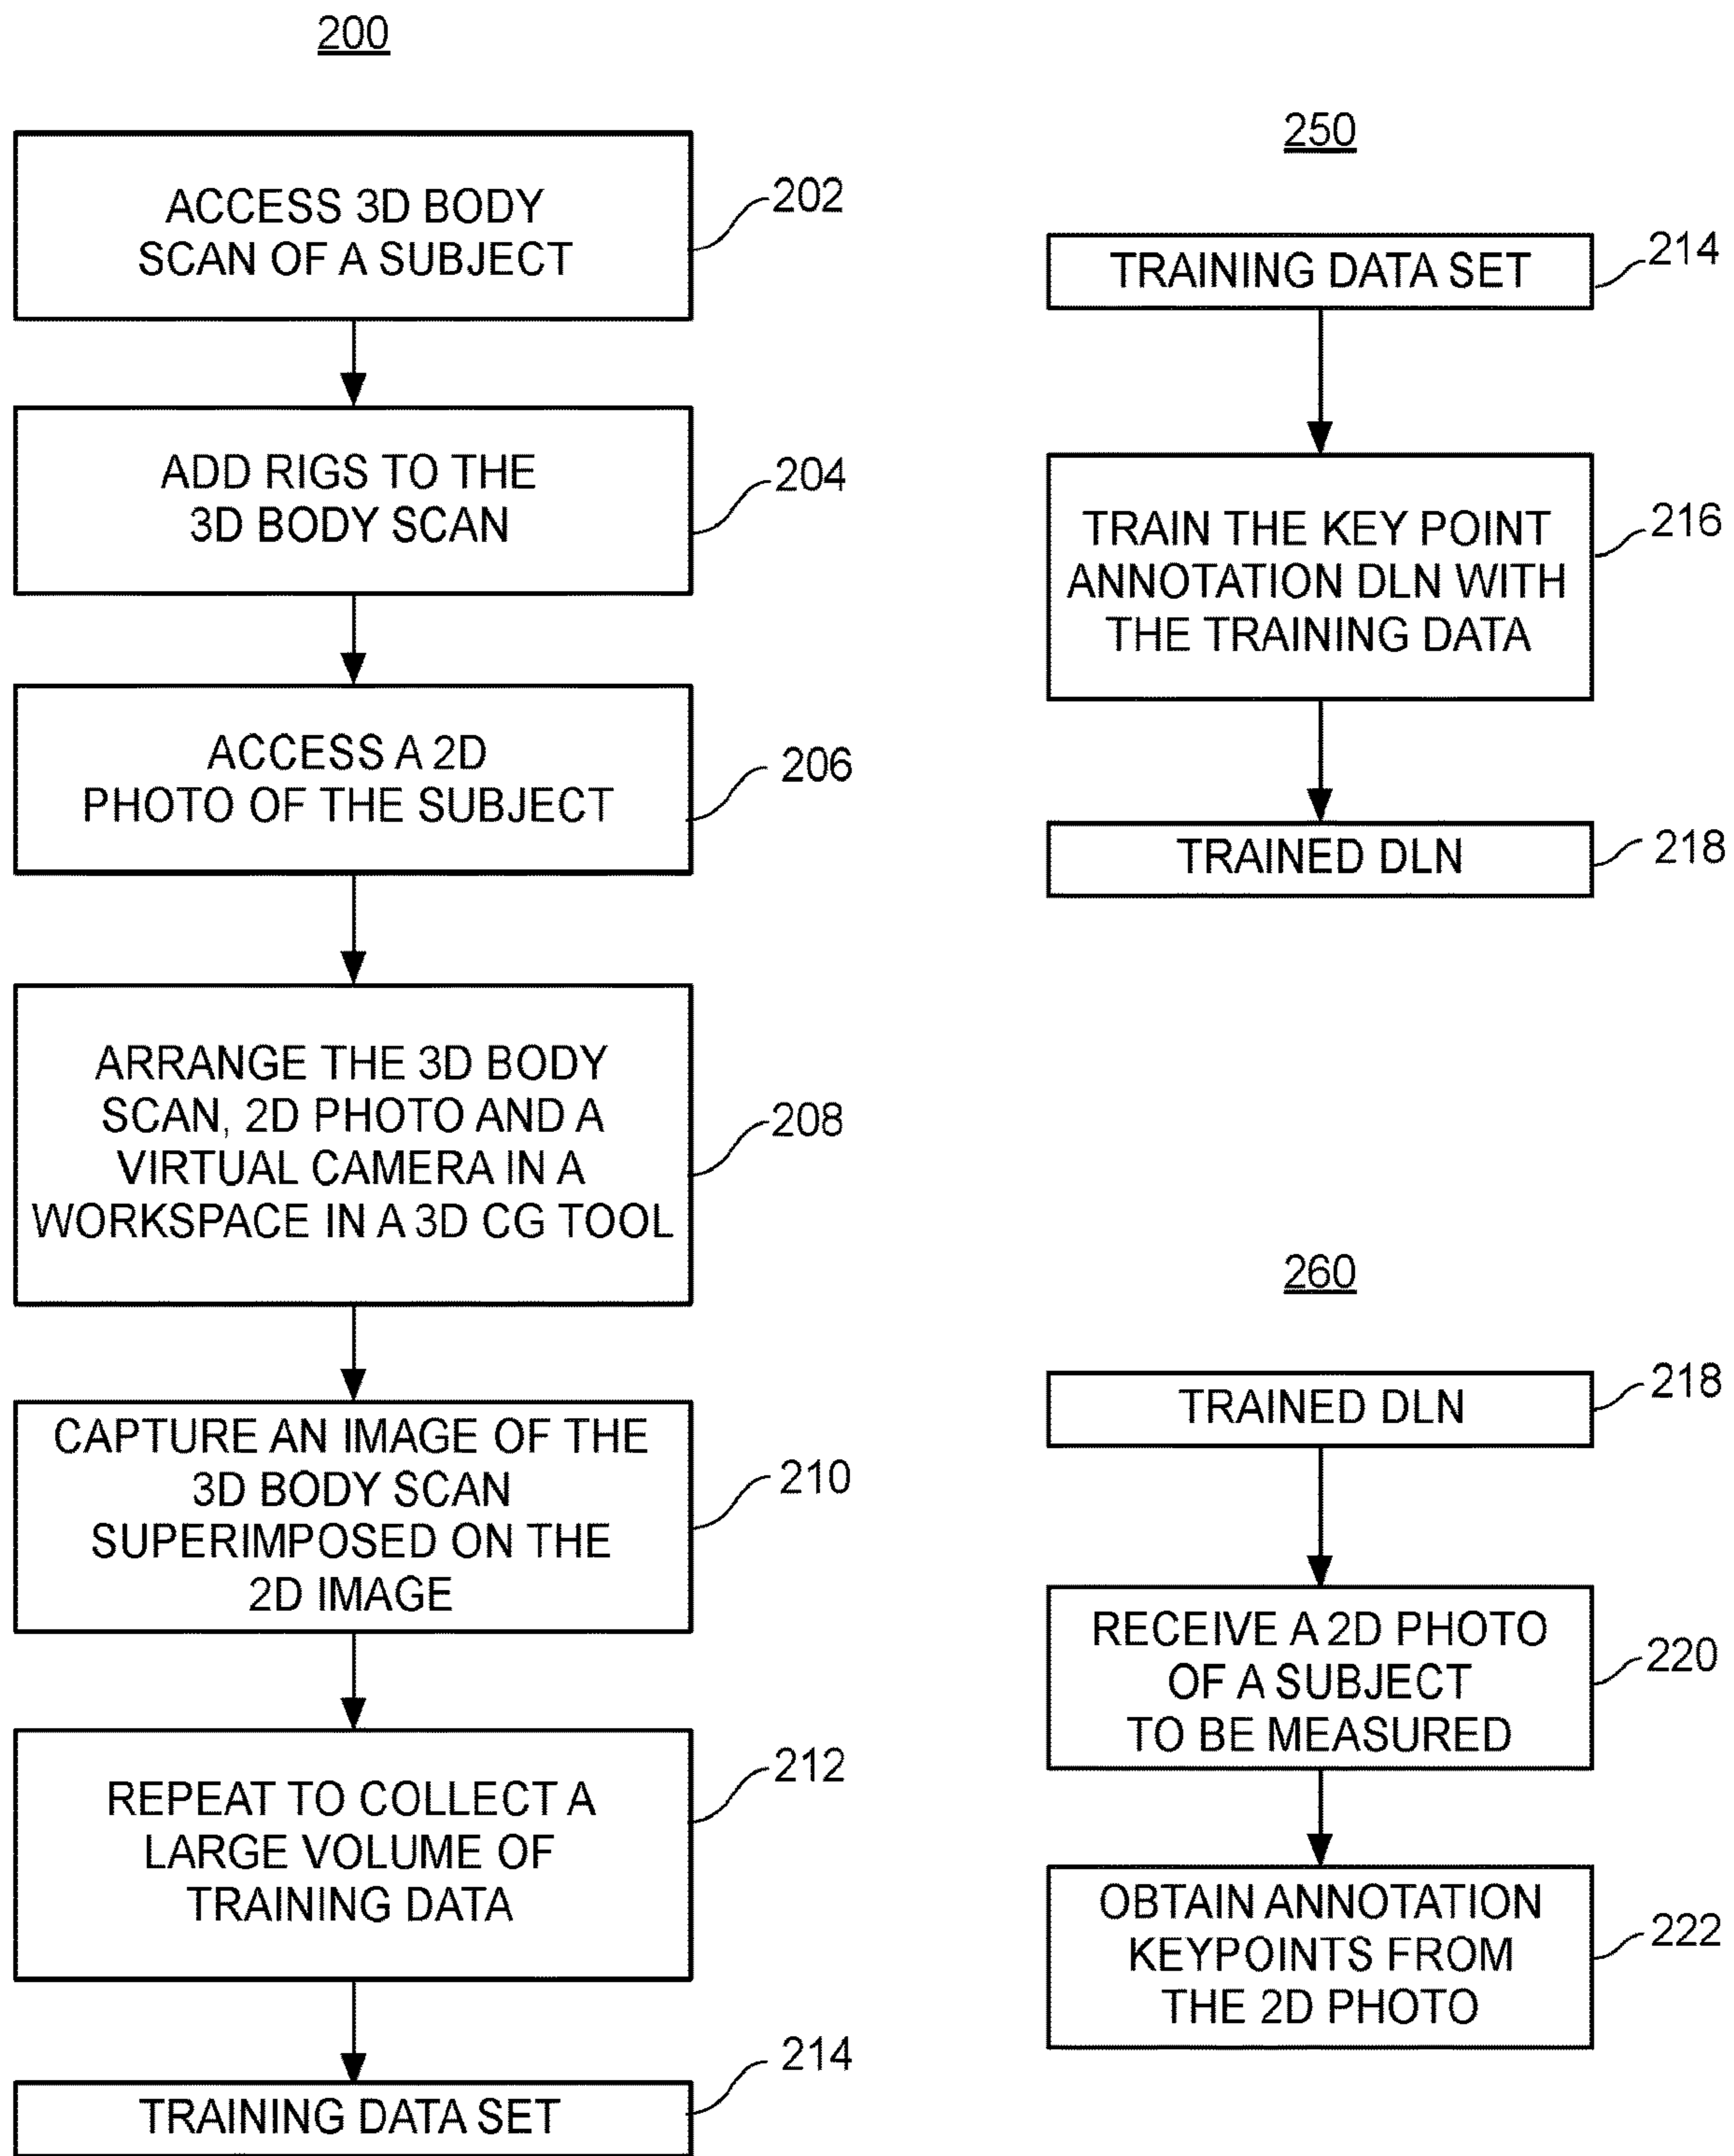 200
ACCESS 3D BODY
SCAN OF A SUBJECT
202
ADD RIGS TO THE
3D BODY SCAN
204
ACCESS A 2D
PHOTO OF THE SUBJECT
206
ARRANGE THE 3D BODY
SCAN, 2D PHOTO AND A
VIRTUAL CAMERA IN A
WORKSPACE IN A 3D CG TOOL
208
CAPTURE AN IMAGE OF THE
3D BODY SCAN
SUPERIMPOSED ON THE
2D IMAGE
210
REPEAT TO COLLECT A
LARGE VOLUME OF
TRAINING DATA
212
TRAINING DATA SET
214
250
TRAINING DATA SET
214
TRAIN THE KEY POINT
ANNOTATION DLN WITH
THE TRAINING DATA
216
TRAINED DLN
218
260
TRAINED DLN
218
RECEIVE A 2D PHOTO
OF A SUBJECT
TO BE MEASURED
220
OBTAIN ANNOTATION
KEYPOINTS FROM
THE 2D PHOTO
222